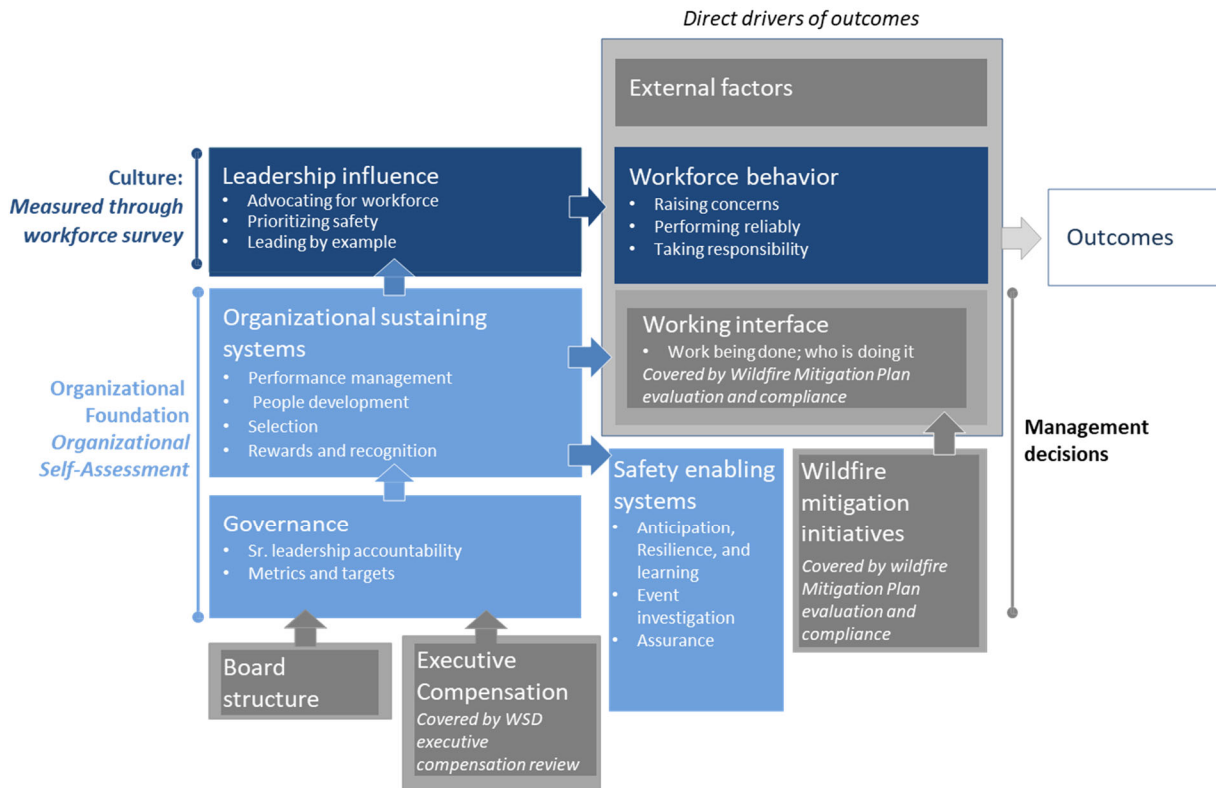 Direct drivers of outcomes
External factors
Culture:
Measured through
workforce survey
Leadership influence
• Advocating for workforce
• Prioritizing safety
• Leading by example
Workforce behavior
• Raising concerns
• Performing reliably
• Taking responsibility
Outcomes
Organizational
Foundation
Organizational
Self-Assessment
Organizational sustaining
systems
• Performance management
• People development
• Selection
• Rewards and recognition
Working interface
• Work being done; who is doing it
Covered by Wildfire Mitigation Plan
evaluation and compliance
Management
decisions
Governance
• Sr. leadership accountability
• Metrics and targets
Safety enabling
systems
• Anticipation,
Resilience, and
learning
• Event
investigation
• Assurance
Wildfire
mitigation
initiatives
Covered by wildfire
Mitigation Plan
evaluation and
compliance
Board
structure
Executive
Compensation
Covered by WSD
executive
compensation review